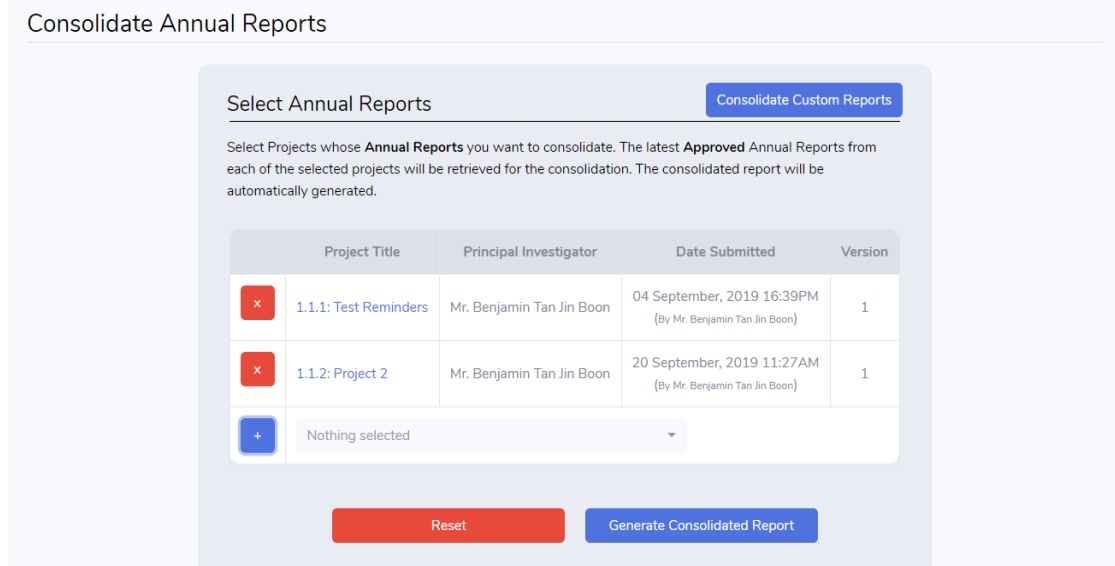 Consolidate Annual Reports
Select Annual Reports
Consolidate Custom Reports
Select Projects whose Annual Reports you want to consolidate. The latest Approved Annual Reports from
each of the selected projects will be retrieved for the consolidation. The consolidated report will be
automatically generated.
Project Title Principal Investigator Date Submitted Version
x 1.1.1: Test Reminders Mr. Benjamin Tan Jin Boon 04 September, 2019 16:39PM 1
(By Mr. Benjamin Tan Jin Boon)
x 1.1.2: Project 2 Mr. Benjamin Tan Jin Boon 20 September, 2019 11:27AM 1
(By Mr. Benjamin Tan Jin Boon)
+ Nothing selected
Reset Generate Consolidated Report